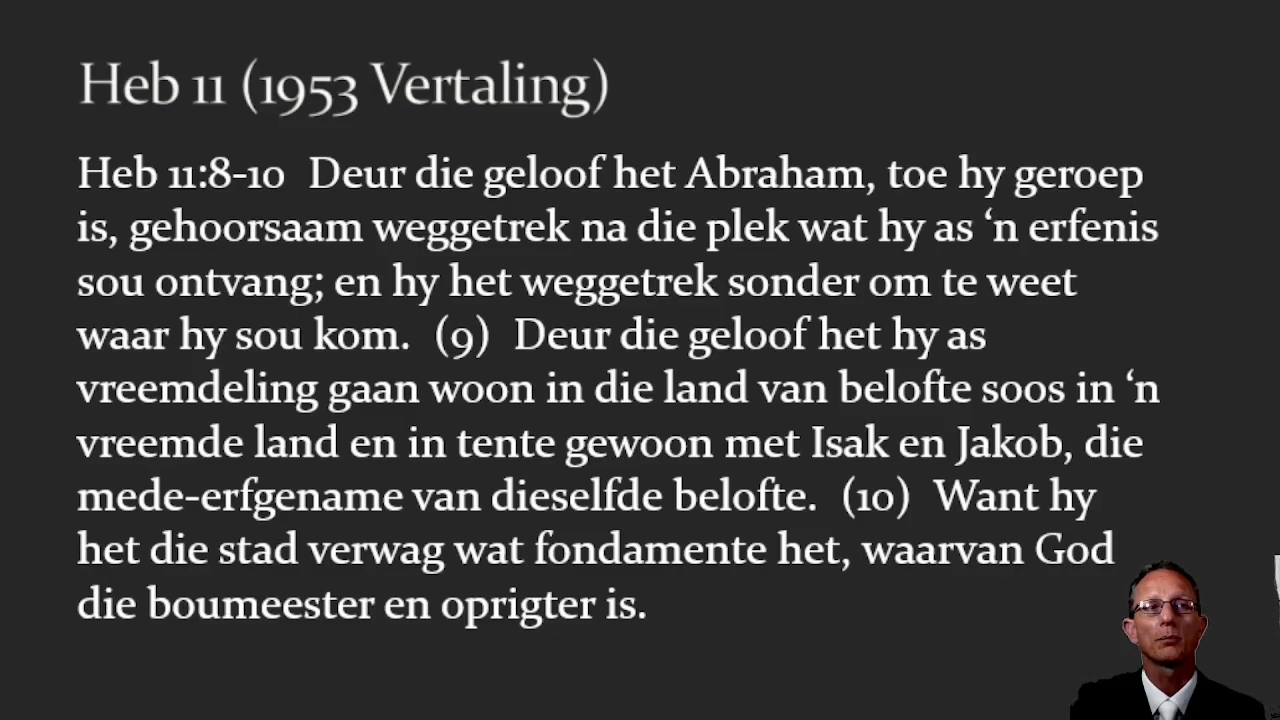 Heb 11 (1953 Vertaling)
Heb 11:8-10 Deur die geloof het Abraham, toe hy geroep
is, gehoorsaam weggetrek na die plek wat hy as ‘n erfenis
sou ontvang; en hy het weggetrek sonder om te weet
waar hy sou kom. (9) Deur die geloof het hy as
vreemdeling gaan woon in die land van belofte soos in ‘n
vreemde land en in tente gewoon met Isak en Jakob, die
mede-erfgename van dieselfde belofte. (10) Want hy
het die stad verwag wat fondamente het, waarvan God
die boumeester en oprigter is.